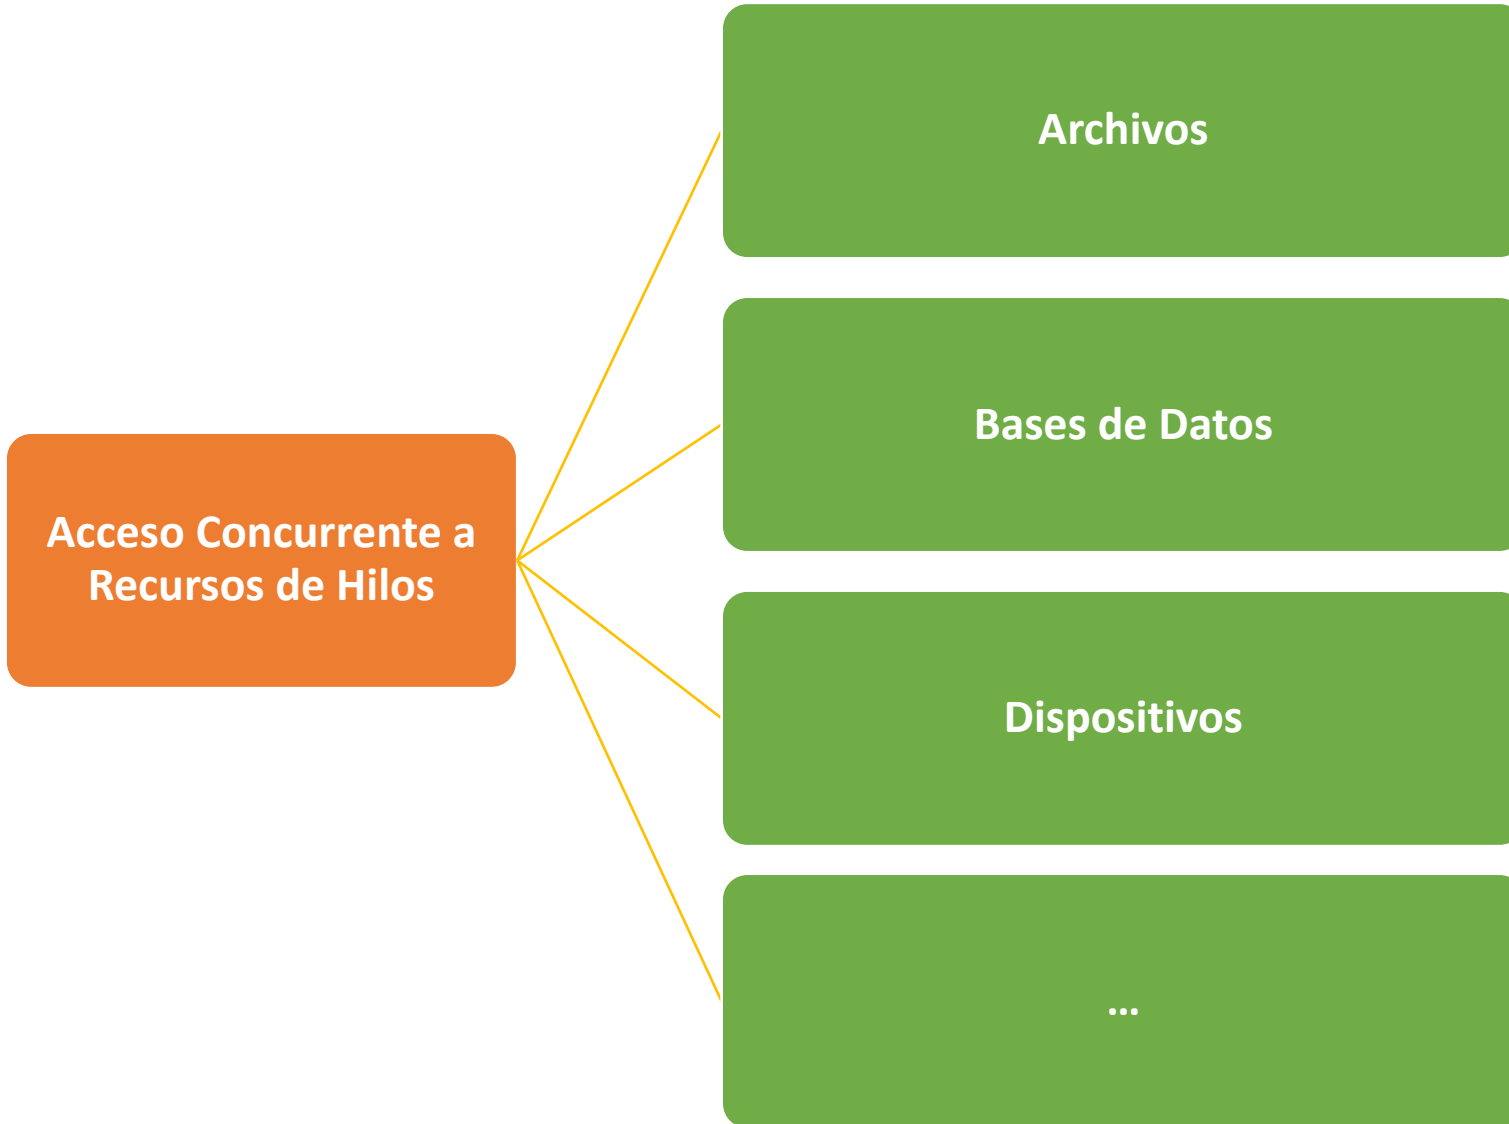 Archivos
Bases de Datos
Acceso Concurrente a
Recursos de Hilos
Dispositivos
...